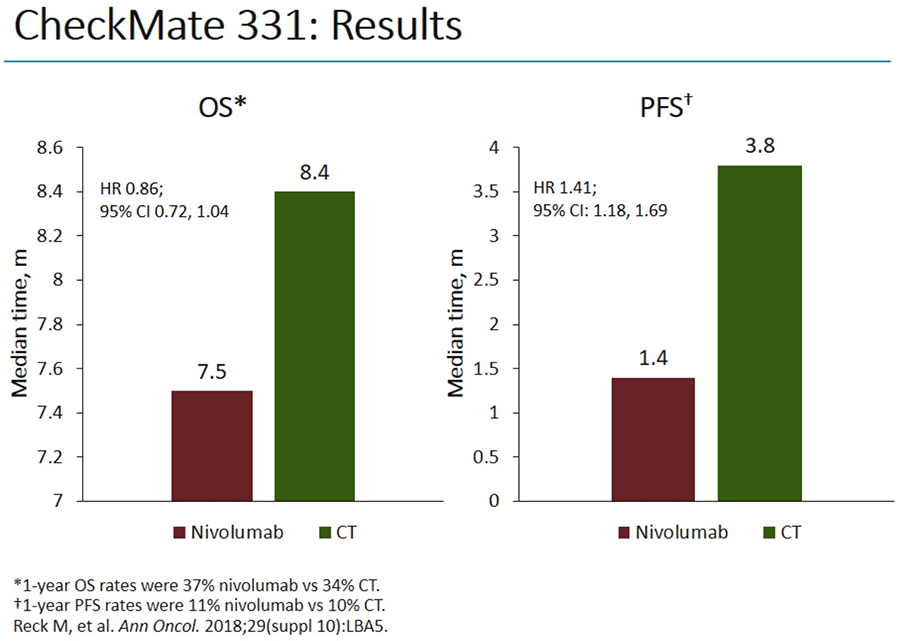 CheckMate 331: Results
OS*
8.6
8.4
8.2
8
7.8
7.6
7.4
7.2
7
Median time, m
HR 0.86;
95% CI 0.72, 1.04
7.5
8.4
Nivolumab CT
PFS†
4
3.5
3
2.5
2
1.5
1
0.5
0
Median time, m
HR 1.41;
95% CI: 1.18, 1.69
1.4
3.8
Nivolumab CT
*1-year OS rates were 37% nivolumab vs 34% CT.
†1-year PFS rates were 11% nivolumab vs 10% CT.
Reck M, et al. Ann Oncol. 2018;29(suppl 10):LBA5.